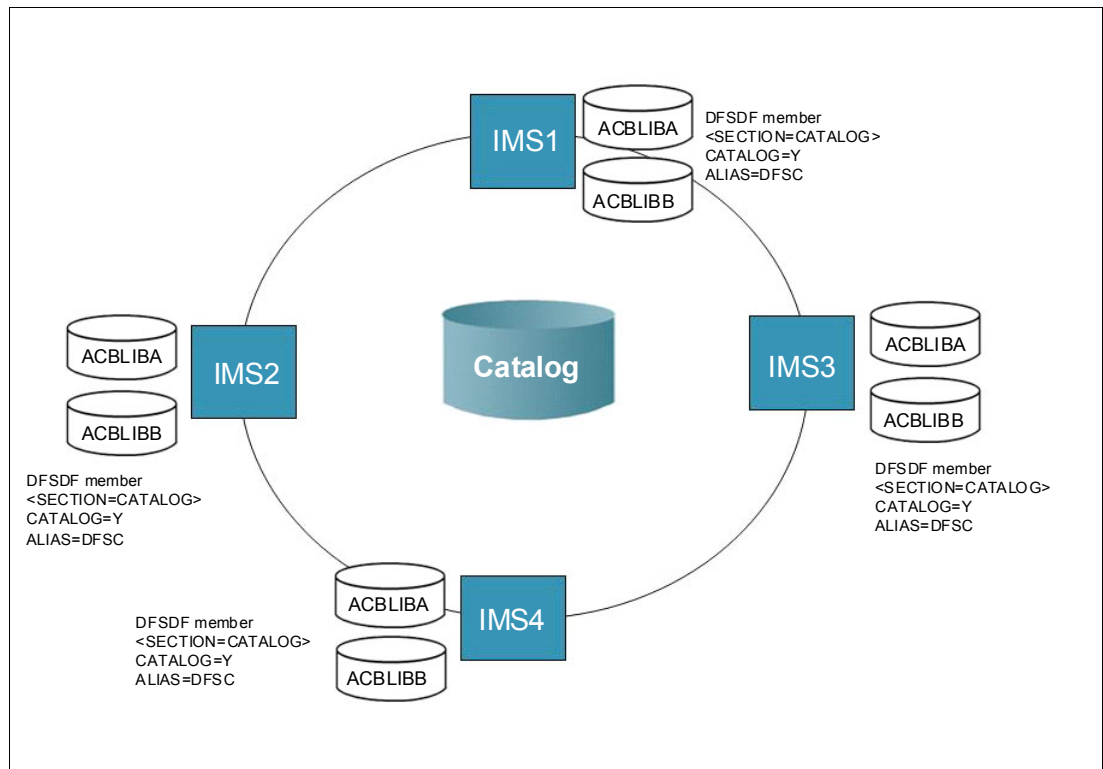 IMS1
ACBLIBA
ACBLIBB
DFSDF member
<SECTION=CATALOG>
CATALOG=Y
ALIAS=DFSC
IMS2
ACBLIBA
ACBLIBB
DFSDF member
<SECTION=CATALOG>
CATALOG=Y
ALIAS=DFSC
Catalog
IMS3
ACBLIBA
ACBLIBB
DFSDF member
<SECTION=CATALOG>
CATALOG=Y
ALIAS=DFSC
ACBLIBA
ACBLIBB
IMS4
DFSDF member
<SECTION=CATALOG>
CATALOG=Y
ALIAS=DFSC